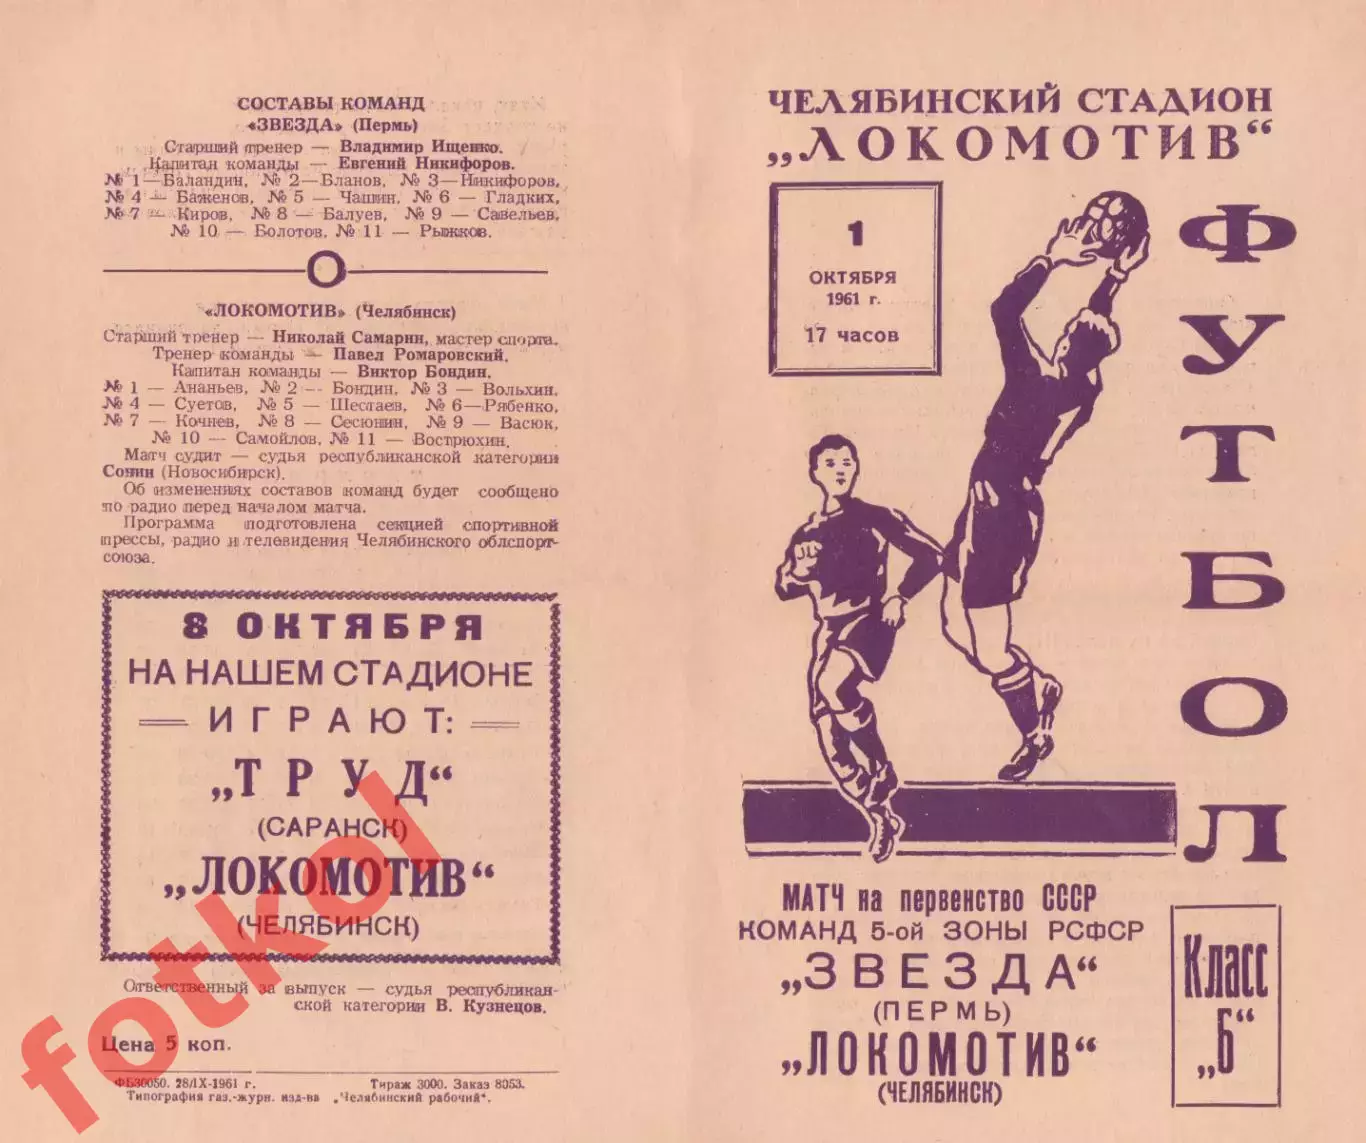 СОСТАВЫ КОМАНД
«ЗВЕЗДА» (Пермь)
Старший тренер — Владимир Ищенко.
Капитан команды — Евгений Никифоров.
№ 1—Баландин, № 2—Бланов, № 3—Никифоров,
№ 4 — Баженов, № 5 — Чашин, № 6 — Гладких,
№ 7 — Киров, № 8 — Балуев, № 9 — Савельев,
№ 10 — Болотов, № 11 — Рыжков.
«ЛОКОМОТИВ» (Челябинск)
Старший тренер — Николай Самарин, мастер спорта.
Тренер команды — Павел Ромаровский.
Капитан команды — Виктор Бондин.
№ 1 — Ананьев, № 2 — Бондин, № 3 — Вольхин,
№ 4 — Суетов, № 5 — Шестаев, № 6—Рябенко,
№ 7 — Кочнев, № 8 — Сесюнин, № 9 — Васюк,
№ 10 — Самойлов, № 11 — Вострюхин,
Матч судит — судья республиканской категории
Сонин (Новосибирск).
Об изменениях составов команд будет сообщено
по радио перед началом матча.
Программа подготовлена секцией спортивной
прессы, радио и телевидения Челябинского облспорт-
союза.
8 ОКТЯБРЯ
НА НАШЕМ СТАДИОНЕ
ИГРАЮТ:
„ТРУД“
(САРАНСК)
„ЛОКОМОТИВ“
(ЧЕЛЯБИНСК)
Ответственный за выпуск — судья республикан-
ской категории В. Кузнецов.
Цена 5 коп.
ФБ30050. 28/IX-1961 г. Тираж 3000. Заказ 8053.
Типография газ.-журн. изд-ва „Челябинский рабочий“.
fotkol
ЧЕЛЯБИНСКИЙ СТАДИОН
„ЛОКОМОТИВ“
1
ОКТЯБРЯ
1961 г.
17 часов
ФУТБОЛ
МАТЧ на первенство СССР
КОМАНД 5-ой ЗОНЫ РСФСР
„ЗВЕЗДА“
(ПЕРМЬ)
„ЛОКОМОТИВ“
(ЧЕЛЯБИНСК)
Класс
„Б“